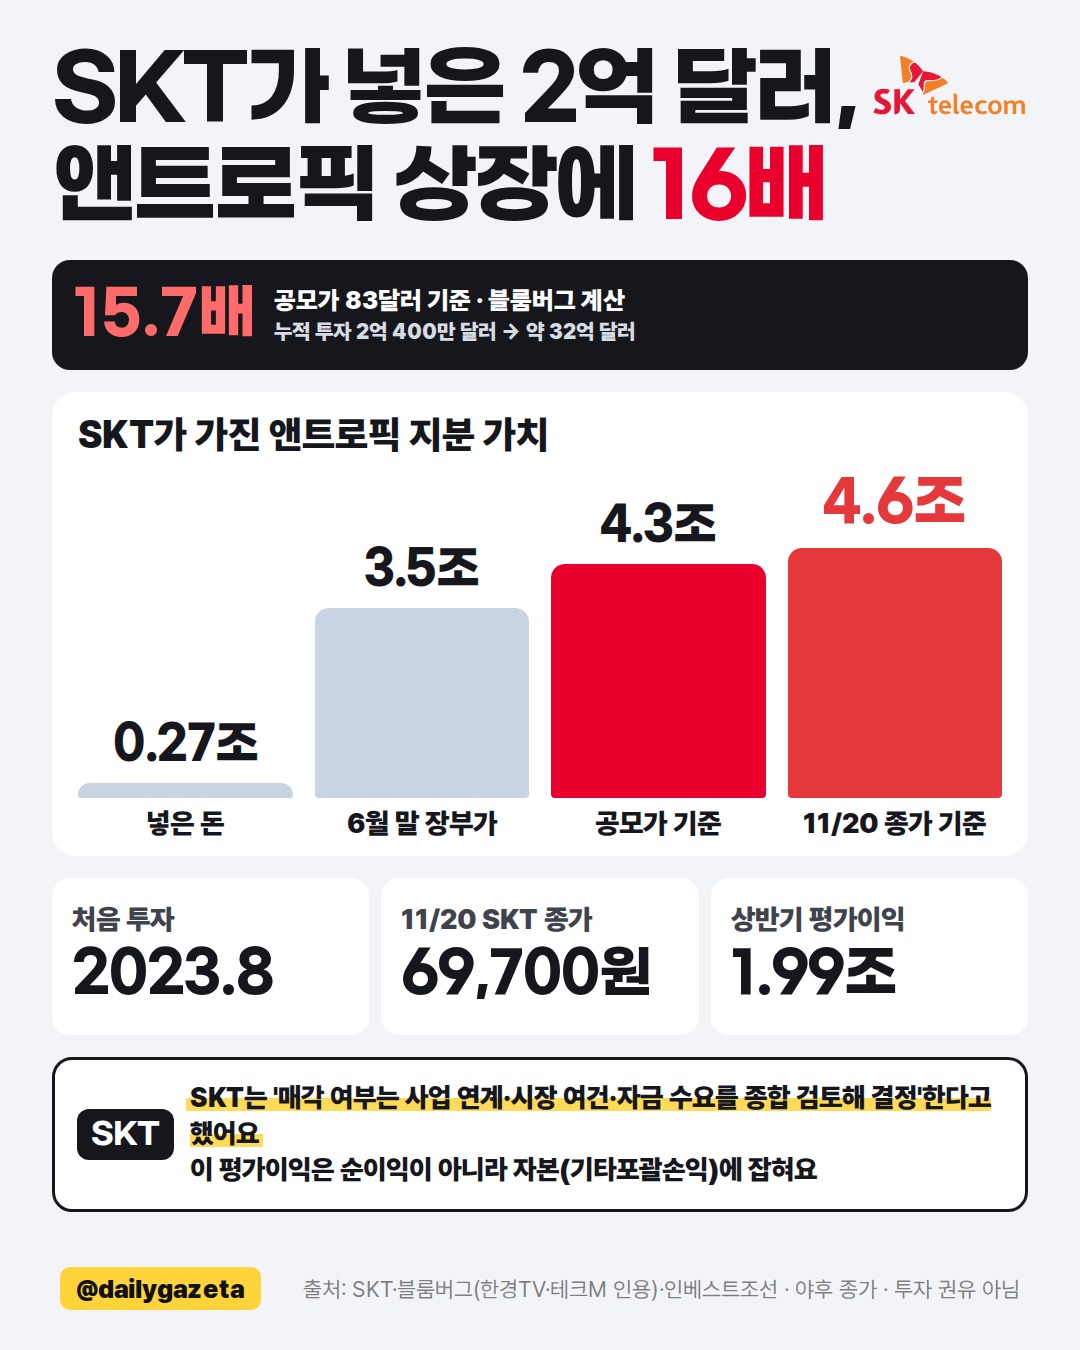 SKT가 넣은 2억 달러,
SK telecom
앤트로픽 상장에 16배
15.7배
공모가 83달러 기준 · 블룸버그 계산
누적 투자 2억 400만 달러 → 약 32억 달러
SKT가 가진 앤트로픽 지분 가치
0.27조
3.5조
4.3조
4.6조
넣은 돈
6월 말 장부가
공모가 기준
11/20 종가 기준
처음 투자
2023.8
11/20 SKT 종가
69,700원
상반기 평가이익
1.99조
SKT
SKT는 '매각 여부는 사업 연계·시장 여건·자금 수요를 종합 검토해 결정'한다고
했어요
이 평가이익은 순이익이 아니라 자본(기타포괄손익)에 잡혀요
@dailygazeta
출처: SKT·블룸버그(한경TV·테크M 인용)·인베스트조선 · 야후 종가 · 투자 권유 아님